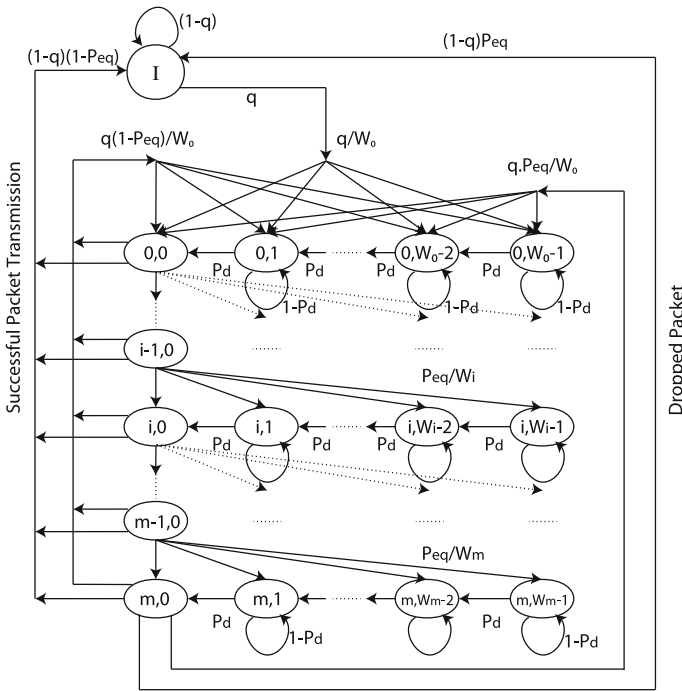 (1-q)
(1-q)(1-Peq)
(1-q)Peq
I
q
q(1-Peq)/W₀
q/W₀
q.Peq/W₀
Successful Packet Transmission
Dropped Packet
0,0
0,1
0,W₀-2
0,W₀-1
Pd
Pd
Pd
Pd
1-Pd
1-Pd
1-Pd
i-1,0
Peq/Wi
i,0
i,1
i,Wi-2
i,Wi-1
Pd
Pd
Pd
Pd
m-1,0
Peq/Wm
m,0
m,1
m,Wm-2
m,Wm-1
Pd
Pd
1-Pd
1-Pd